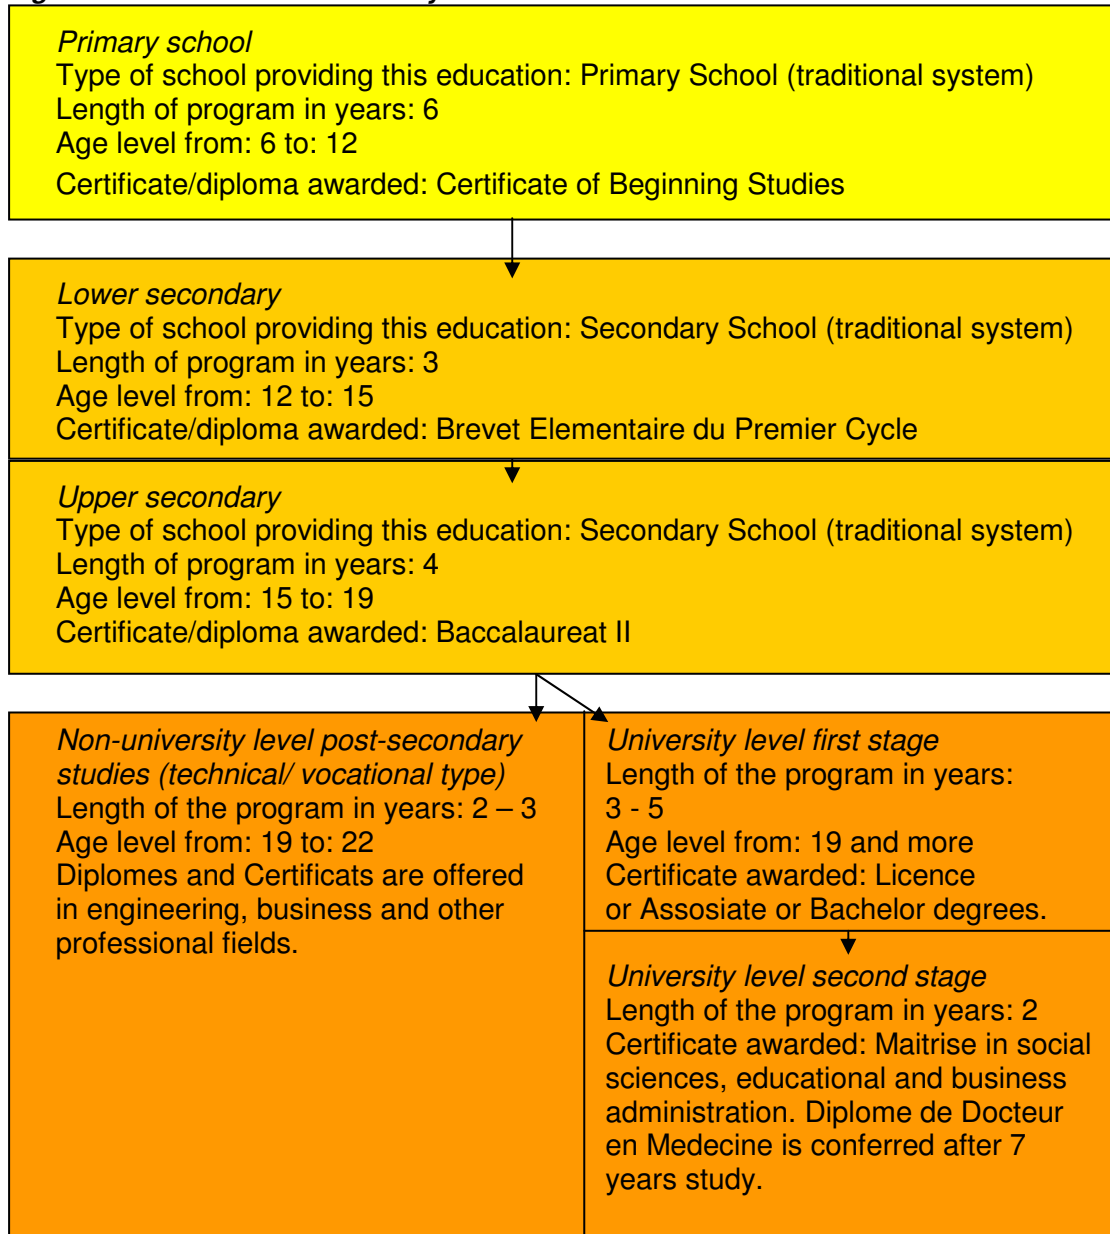 Primary school
Type of school providing this education: Primary School (traditional system)
Length of program in years: 6
Age level from: 6 to: 12
Certificate/diploma awarded: Certificate of Beginning Studies
Lower secondary
Type of school providing this education: Secondary School (traditional system)
Length of program in years: 3
Age level from: 12 to: 15
Certificate/diploma awarded: Brevet Elementaire du Premier Cycle
Upper secondary
Type of school providing this education: Secondary School (traditional system)
Length of program in years: 4
Age level from: 15 to: 19
Certificate/diploma awarded: Baccalaureat II
Non-university level post-secondary
studies (technical/ vocational type)
Length of the program in years: 2 – 3
Age level from: 19 to: 22
Diplomes and Certificats are offered
in engineering, business and other
professional fields.
University level first stage
Length of the program in years:
3 - 5
Age level from: 19 and more
Certificate awarded: Licence
or Assosiate or Bachelor degrees.
University level second stage
Length of the program in years: 2
Certificate awarded: Maitrise in social
sciences, educational and business
administration. Diplome de Docteur
en Medecine is conferred after 7
years study.